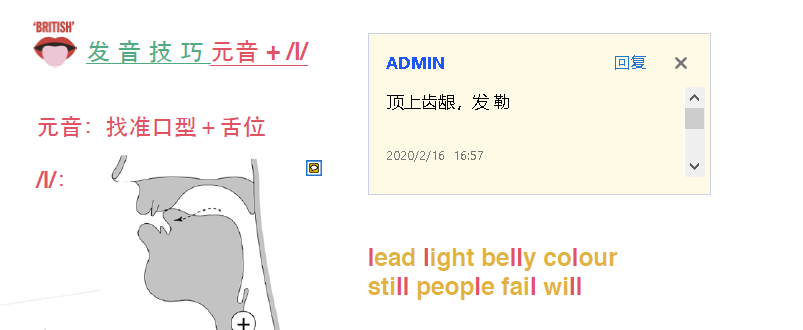 'BRITISH'
发 音 技 巧 元音 + /l/
元音：找准口型 + 舌位
/l/：
ADMIN 回复
顶上齿龈，发 勒
2020/2/16 16:57
lead light belly colour
still people fail will